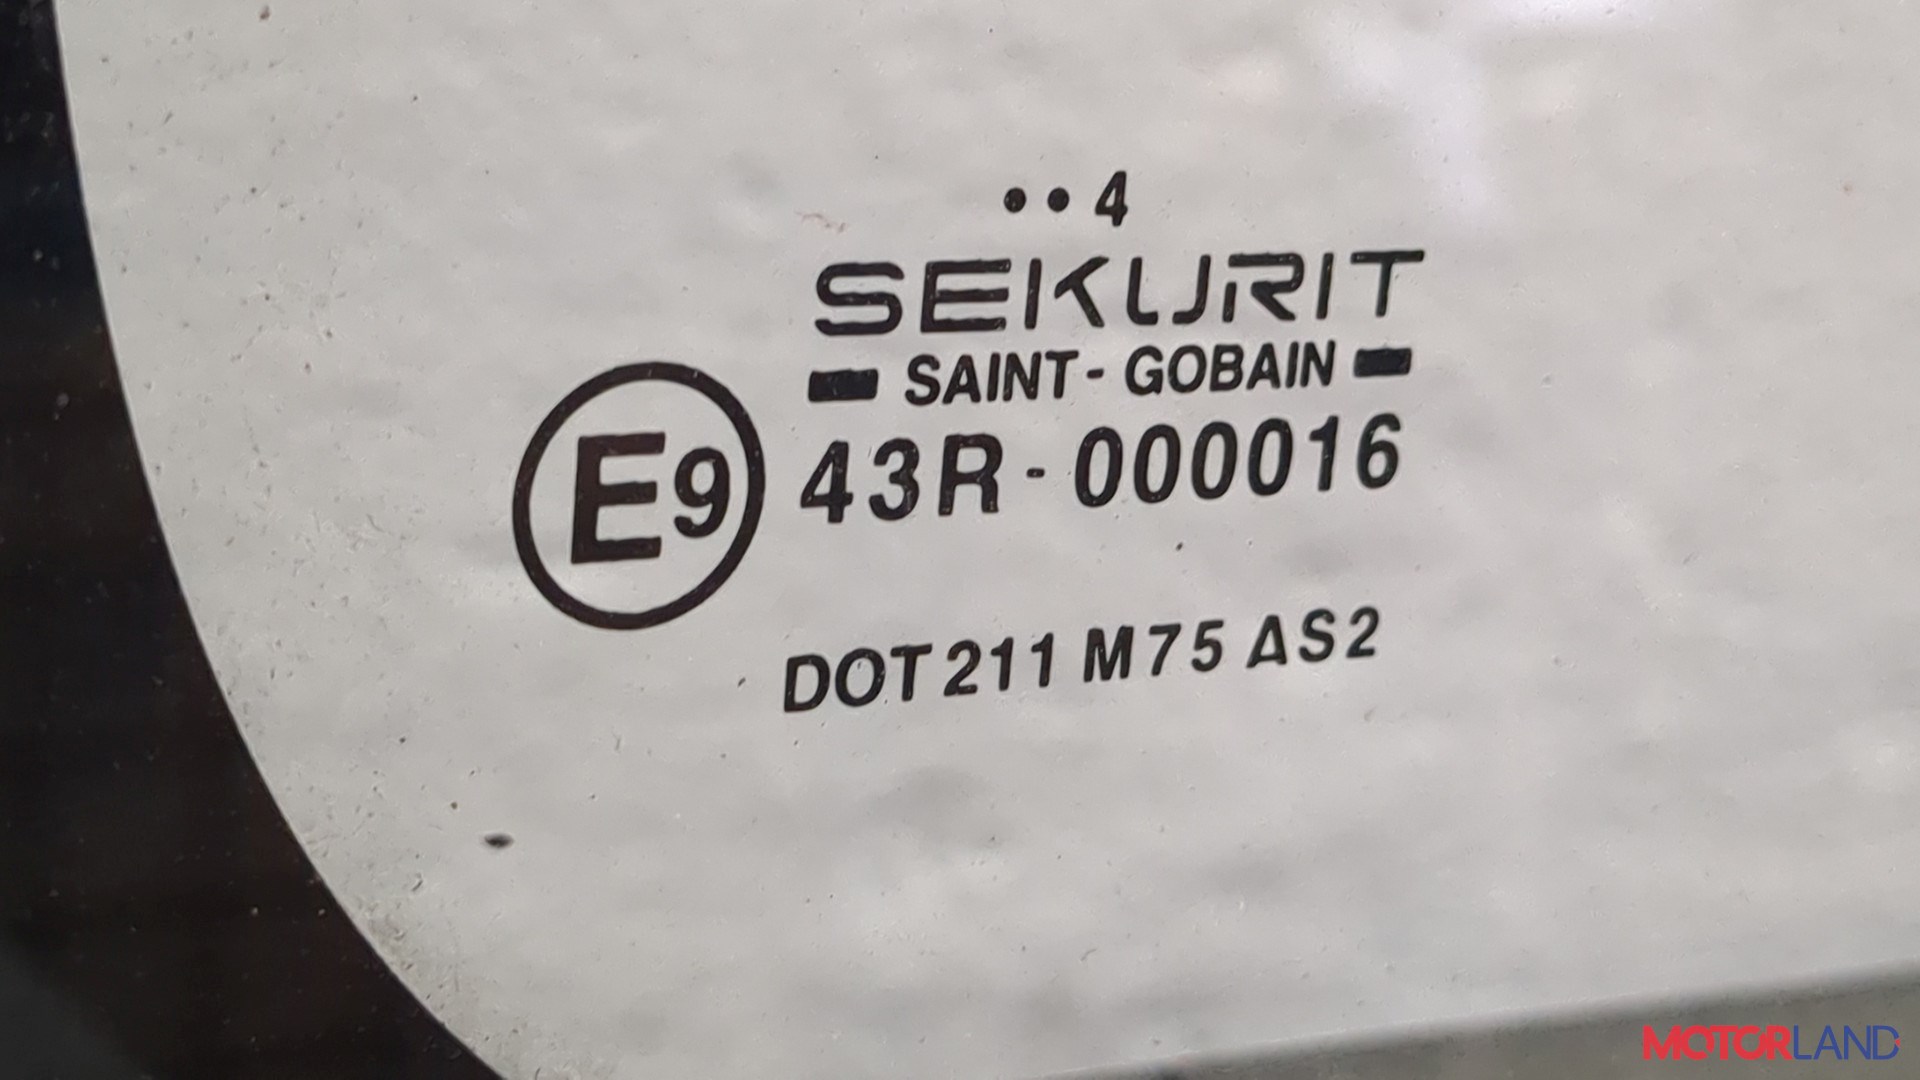 ••4
SEKURIT
SAINT-GOBAIN
E9 43R-000016
DOT 211 M75 AS2
MOTORLAND